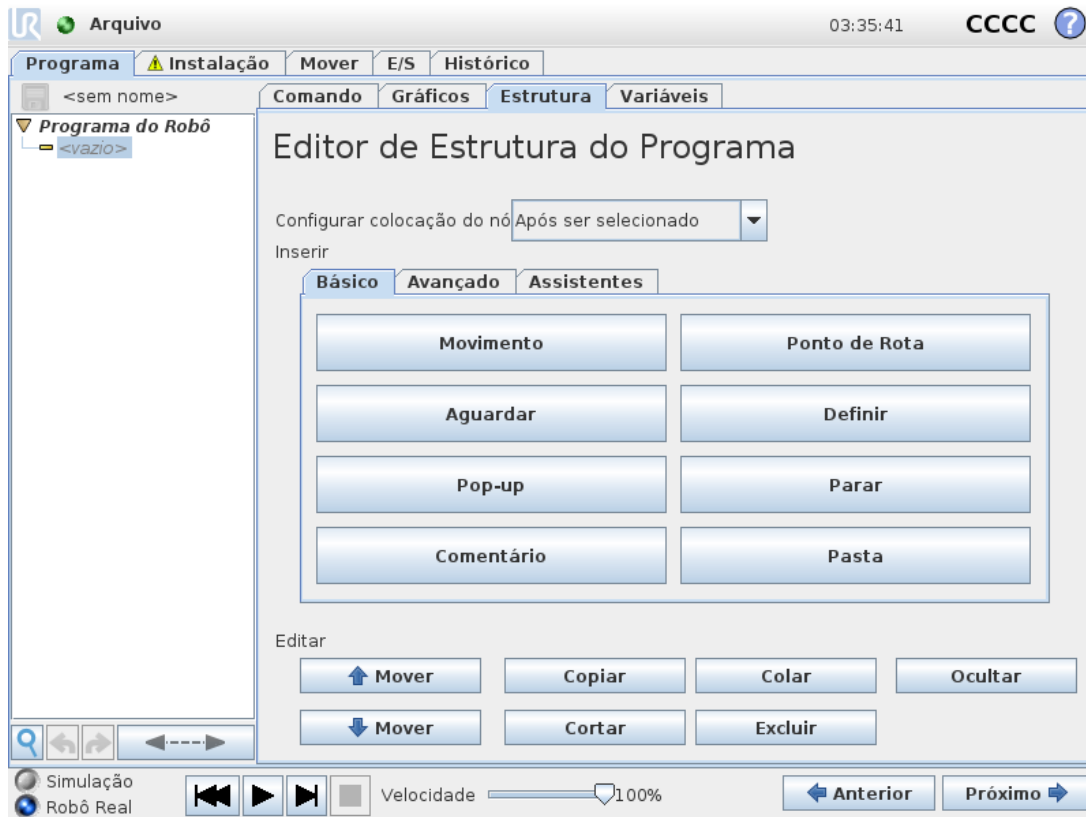 UR Arquivo 03:35:41 CCCC ?
Programa Instalação Mover E/S Histórico
<sem nome> Comando Gráficos Estrutura Variáveis
Programa do Robô
<vazio>
Editor de Estrutura do Programa
Configurar colocação do nó Após ser selecionado
Inserir
Básico Avançado Assistentes
Movimento Ponto de Rota
Aguardar Definir
Pop-up Parar
Comentário Pasta
Editar
Mover Copiar Colar Ocultar
Mover Cortar Excluir
Simulação
Robô Real
Velocidade 100%
Anterior Próximo